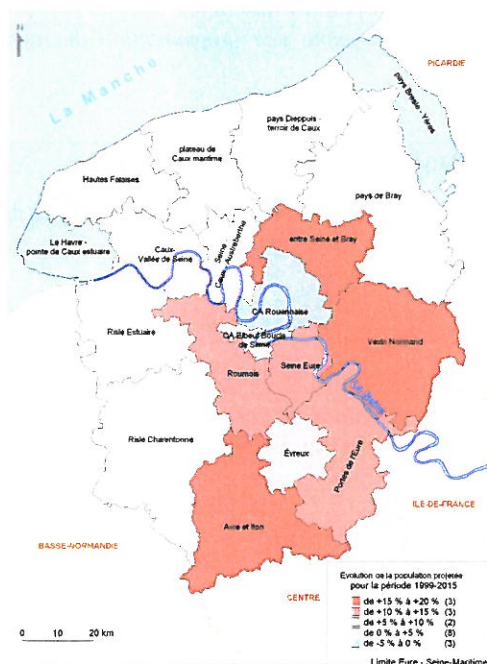 PICARDIE
La Manche
pays Bresle - Yères
pays Dieppois -
terroir de Caux
plateau de
Caux maritime
Hautes Falaises
pays de Bray
Le Havre -
pointe de Caux estuaire
Caux-
Vallée de Seine
Seine
Caux - Austreberthe
entre Seine et Bray
CA Rouennaise
Risle Estuaire
CA Elbeuf Boucle
de Seine
Vexin Normand
Seine Eure
Roumois
La Seine
Risle Charentonne
Évreux
Portes de l'Eure
ILE-DE-FRANCE
Avre et Iton
BASSE-NORMANDIE
CENTRE
Évolution de la population projetée
pour la période 1999-2015
de +15 % à +20 % (3)
de +10 % à +15 % (3)
de +5 % à +10 % (2)
de 0 % à +5 % (8)
de -5 % à 0 % (3)
0 10 20 km
Limite Eure - Seine-Maritime